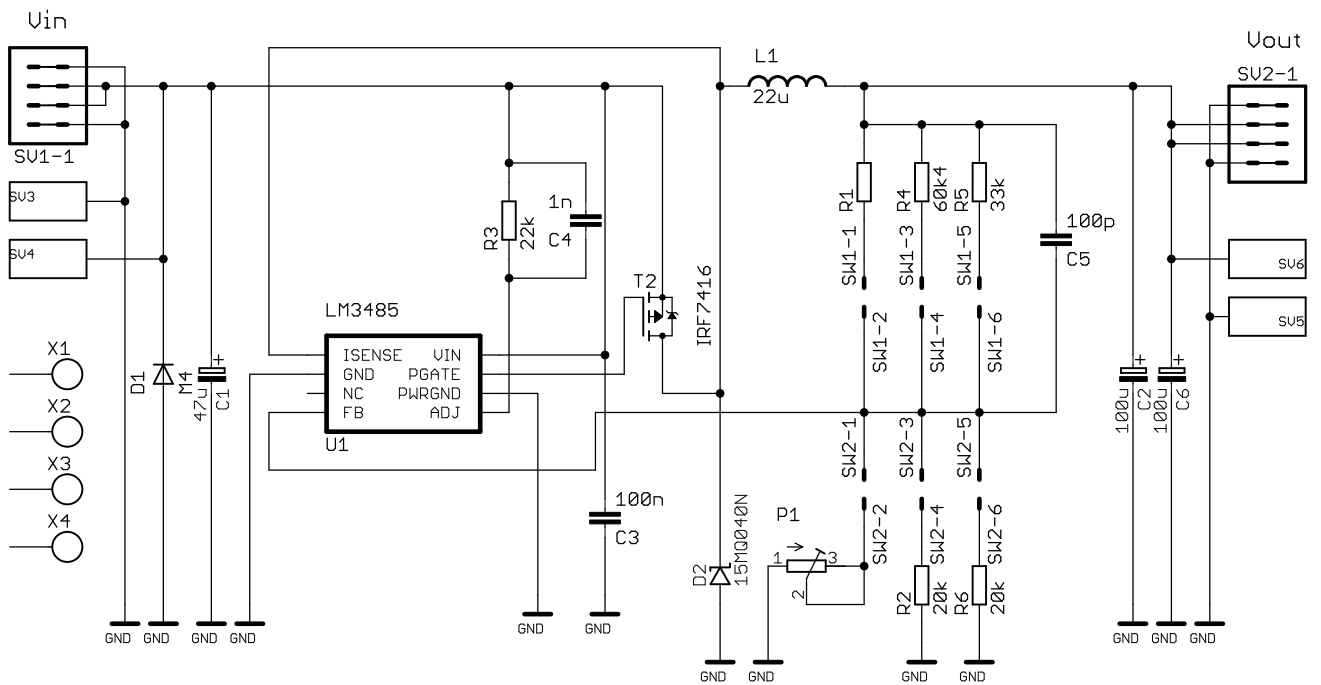 Vin
Vout
L1
22u
SV1-1
SV2-1
SV3
SV4
R3
22k
1n
C4
T2
IRF7416
R1
R4
60k4
R5
33k
SW1-1
SW1-3
SW1-5
100p
C5
SV6
SV5
SW1-2
SW1-4
SW1-6
LM3485
ISENSE VIN
GND PGATE
NC PWRGND
FB ADJ
U1
X1
X2
X3
X4
D1
M4
47u
C1
100u
C2
100u
C6
SW2-1
SW2-3
SW2-5
100n
C3
D2
15MQ040N
P1
1
3
2
SW2-2
SW2-4
SW2-6
R2
20k
R6
20k
GND
GND
GND
GND
GND
GND
GND
GND
GND
GND
GND
GND
GND